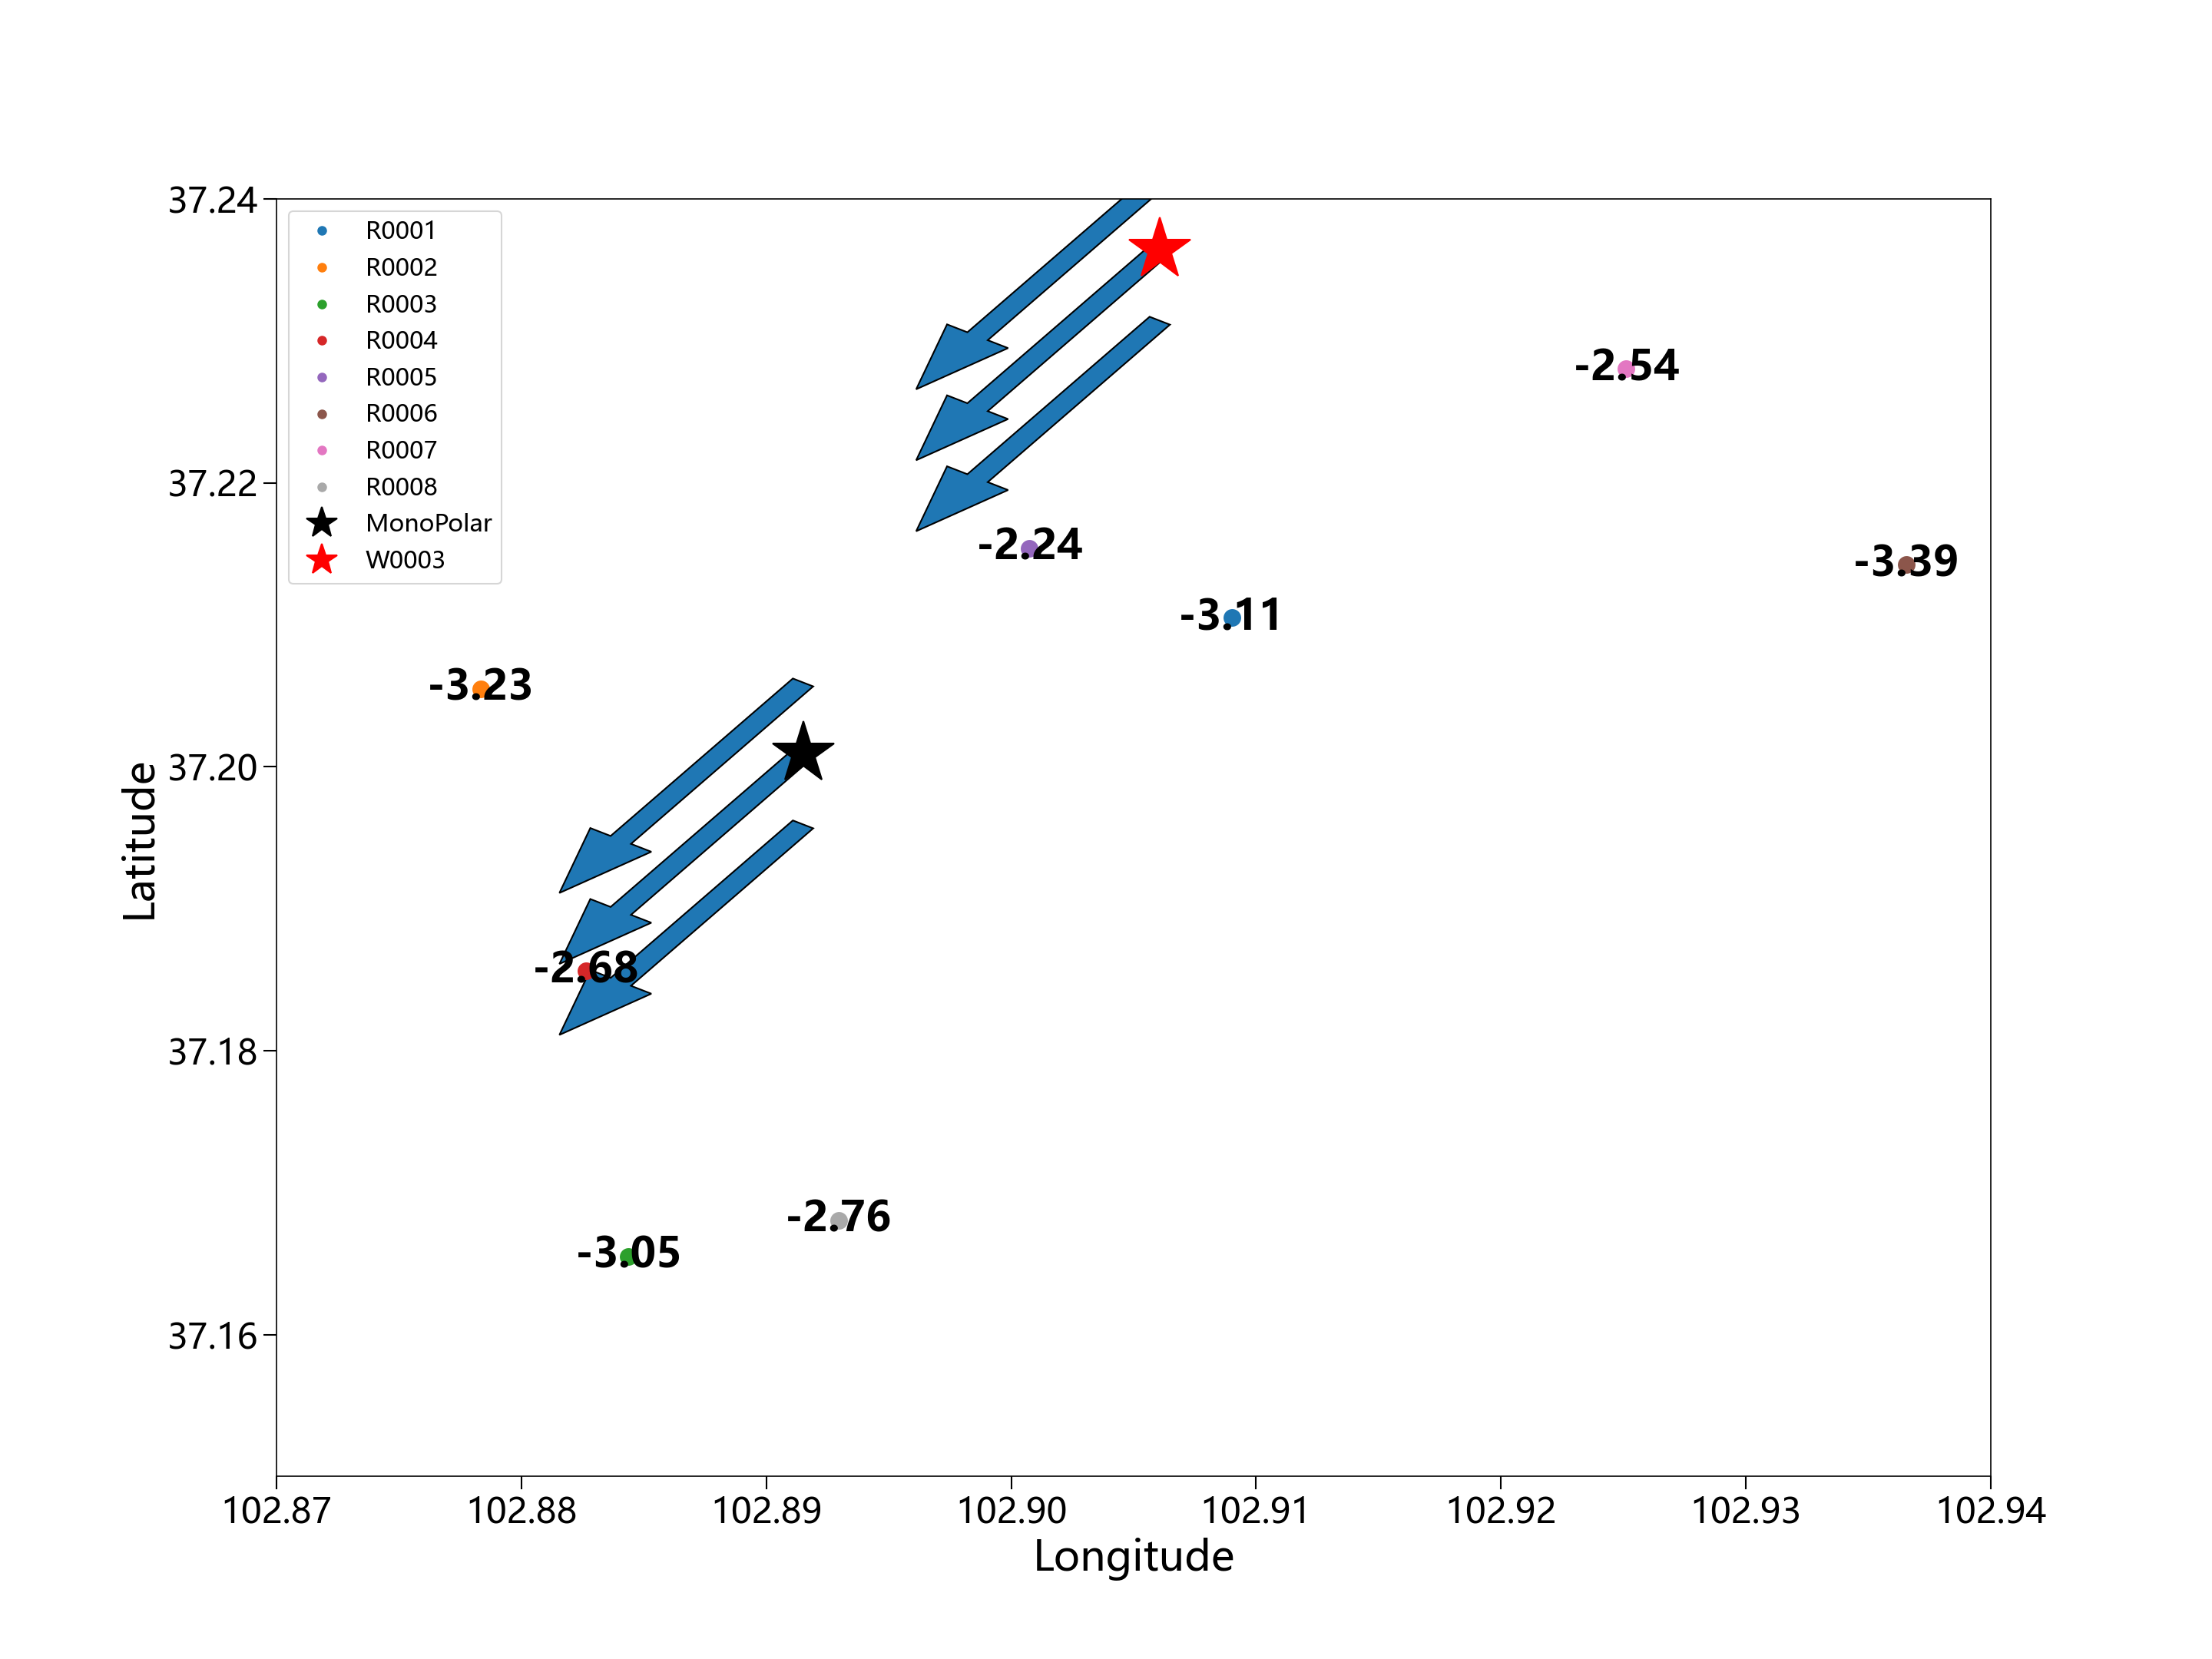 37.24
37.22
37.20
37.18
37.16
Latitude
R0001
R0002
R0003
R0004
R0005
R0006
R0007
R0008
MonoPolar
W0003
-2.54
-2.24
-3.39
-3.11
-3.23
-2.68
-2.76
-3.05
102.87 102.88 102.89 102.90 102.91 102.92 102.93 102.94
Longitude